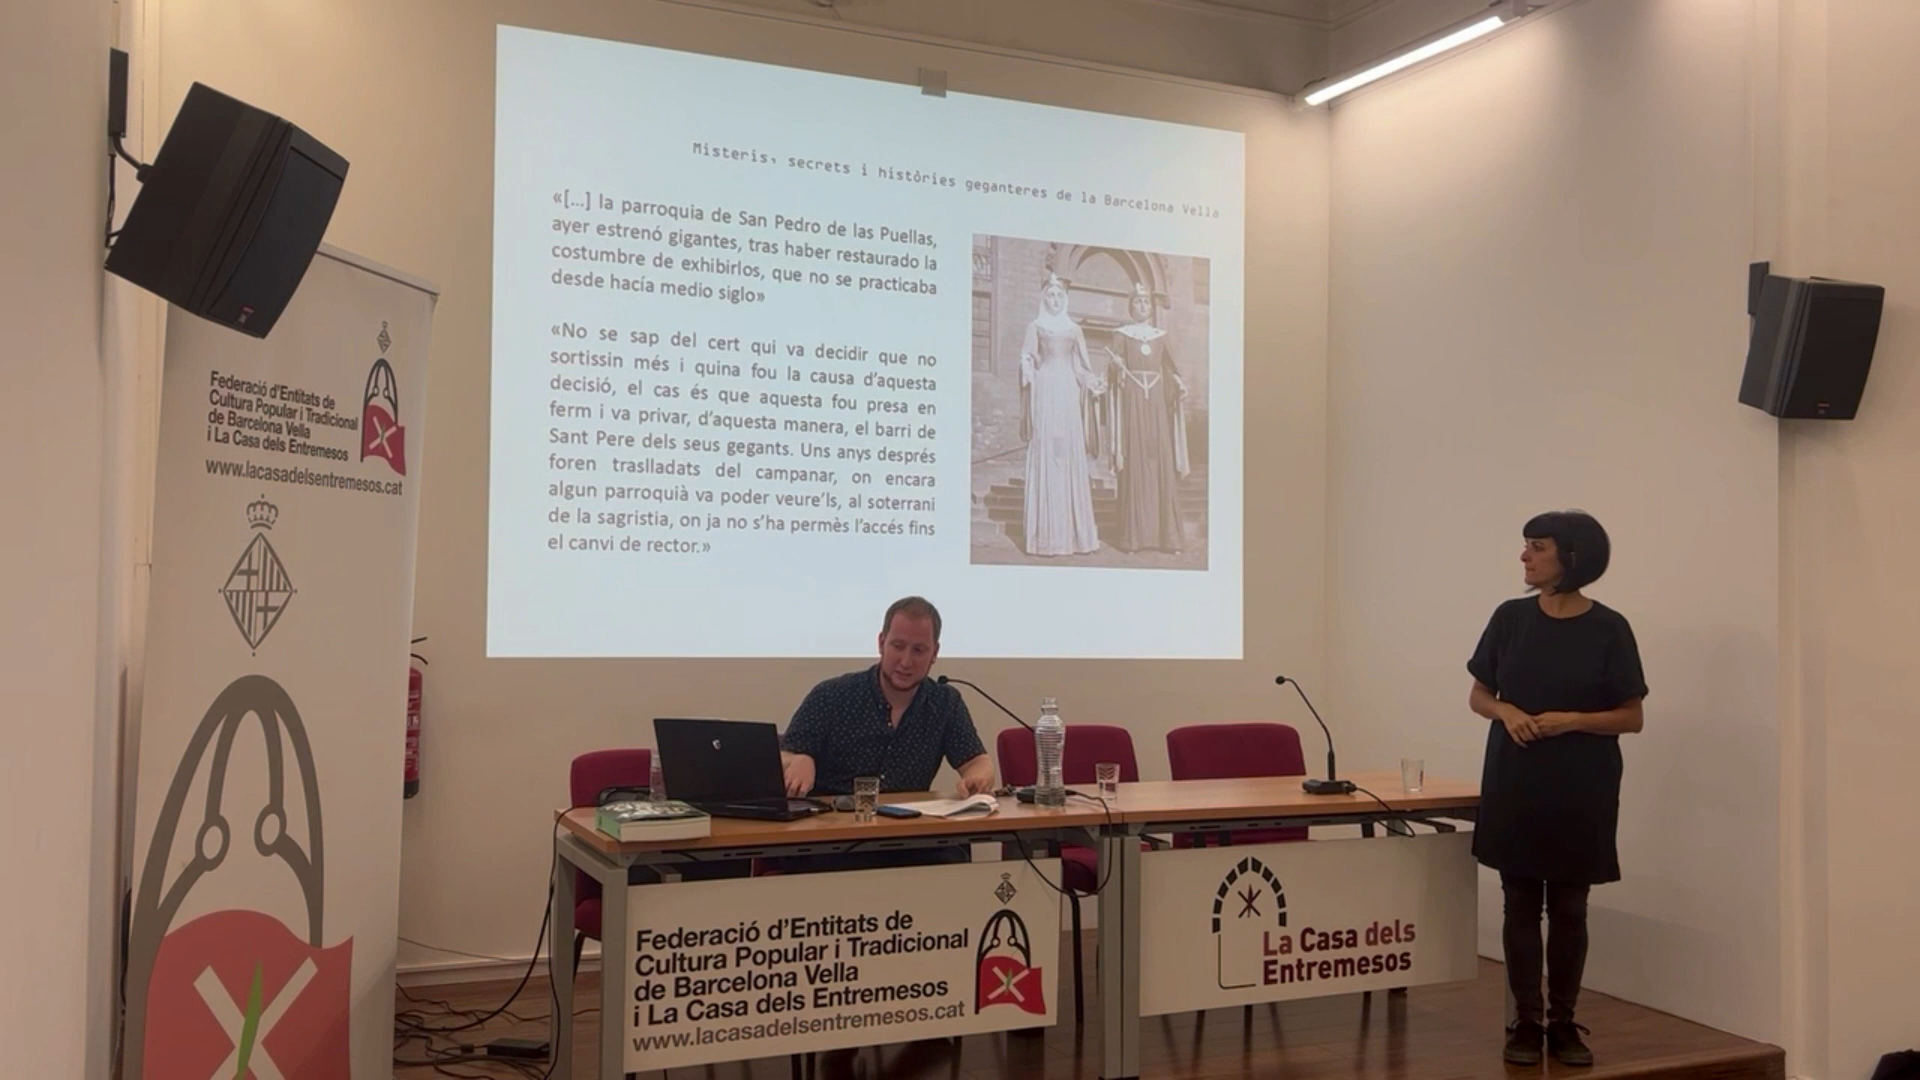 Misteris, secrets i històries geganteres de la Barcelona Vella
«[...] la parroquia de San Pedro de las Puellas,
ayer estrenó gigantes, tras haber restaurado la
costumbre de exhibirlos, que no se practicaba
desde hacía medio siglo»
«No se sap del cert qui va decidir que no
sortissin més i quina fou la causa d'aquesta
decisió, el cas és que aquesta fou presa en
ferm i va privar, d'aquesta manera, el barri de
Sant Pere dels seus gegants. Uns anys després
foren traslladats del campanar, on encara
algun parroquià va poder veure'ls, al soterrani
de la sagristia, on ja no s'ha permès l'accés fins
el canvi de rector.»
Federació d'Entitats de
Cultura Popular i Tradicional
de Barcelona Vella
i La Casa dels Entremesos
www.lacasadelsentremesos.cat
Federació d'Entitats de
Cultura Popular i Tradicional
de Barcelona Vella
i La Casa dels Entremesos
www.lacasadelsentremesos.cat
La Casa dels
Entremesos